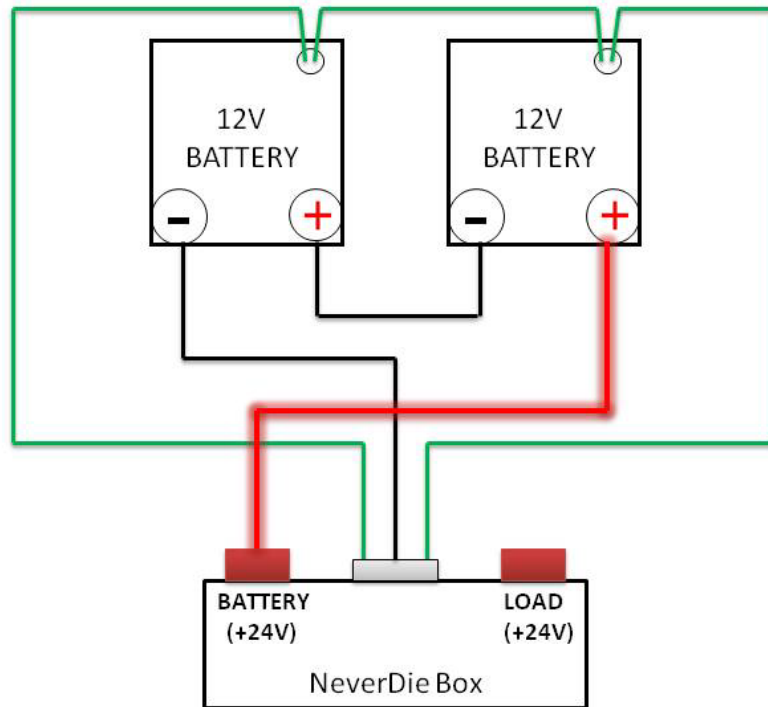 12V
BATTERY
-
+
12V
BATTERY
-
+
BATTERY
(+24V)
LOAD
(+24V)
NeverDie Box